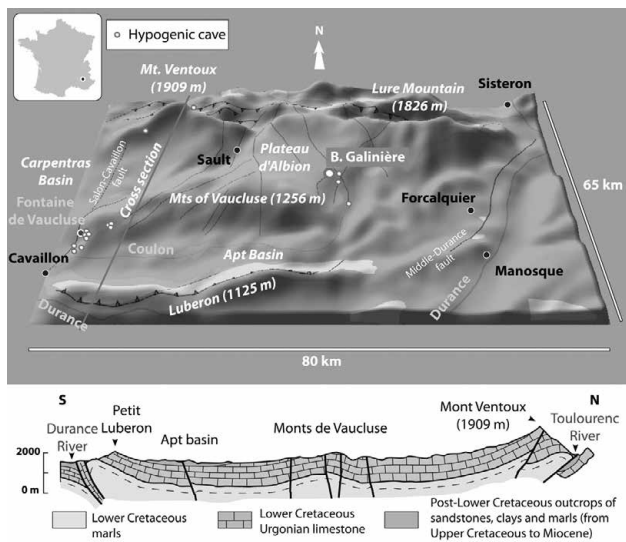 Hypogenic cave
N
Mt. Ventoux
(1909 m)
Lure Mountain
(1826 m)
Sisteron
Carpentras
Basin
Salon-Cavaillon
fault
Cross section
Sault
Plateau
d'Albion
B. Galinière
65 km
Fontaine
de Vaucluse
Mts of Vaucluse (1256 m)
Forcalquier
Cavaillon
Coulon
Apt Basin
Middle-Durance
fault
Manosque
Durance
Luberon (1125 m)
Durance
80 km
S
N
Durance
River
Petit
Luberon
Apt basin
Monts de Vaucluse
Mont Ventoux
(1909 m)
Toulourenc
River
2000
0 m
Lower Cretaceous
marls
Lower Cretaceous
Urgonian limestone
Post-Lower Cretaceous outcrops of
sandstones, clays and marls (from
Upper Cretaceous to Miocene)